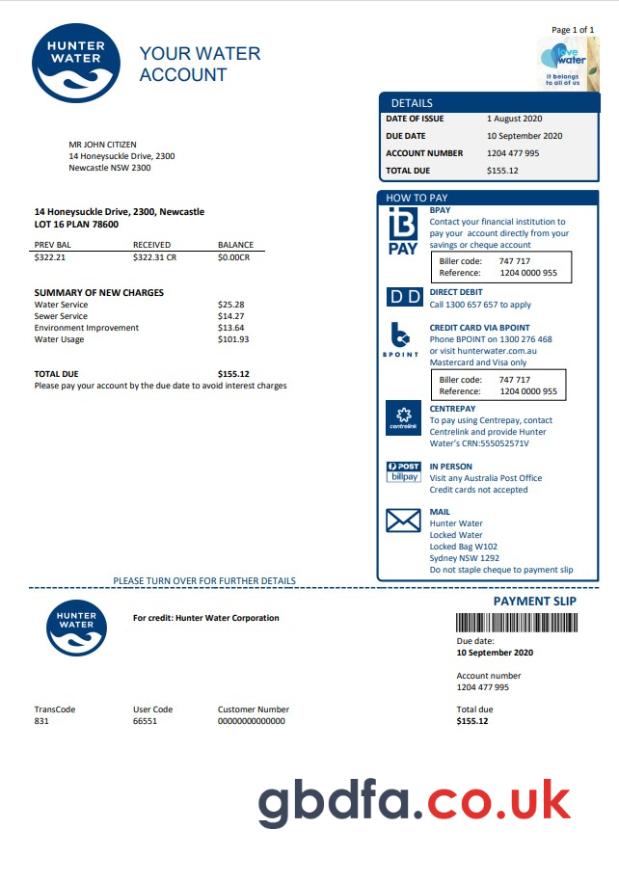 Page 1 of 1
HUNTER
WATER
YOUR WATER
ACCOUNT
love
water
it belongs
to all of us
DETAILS
DATE OF ISSUE 1 August 2020
DUE DATE 10 September 2020
ACCOUNT NUMBER 1204 477 995
TOTAL DUE $155.12
MR JOHN CITIZEN
14 Honeysuckle Drive, 2300
Newcastle NSW 2300
14 Honeysuckle Drive, 2300, Newcastle
LOT 16 PLAN 78600
PREV BAL RECEIVED BALANCE
$322.21 $322.31 CR $0.00CR
SUMMARY OF NEW CHARGES
Water Service $25.28
Sewer Service $14.27
Environment Improvement $13.64
Water Usage $101.93
TOTAL DUE $155.12
Please pay your account by the due date to avoid interest charges
HOW TO PAY
B
PAY
BPAY
Contact your financial institution to
pay your account directly from your
savings or cheque account
Biller code: 747 717
Reference: 1204 0000 955
D D
DIRECT DEBIT
Call 1300 657 657 to apply
b
BPOINT
CREDIT CARD VIA BPOINT
Phone BPOINT on 1300 276 468
or visit hunterwater.com.au
Mastercard and Visa only
Biller code: 747 717
Reference: 1204 0000 955
centrelink
CENTREPAY
To pay using Centrepay, contact
Centrelink and provide Hunter
Water's CRN:555052571V
POST
billpay
IN PERSON
Visit any Australia Post Office
Credit cards not accepted
MAIL
Hunter Water
Locked Water
Locked Bag W102
Sydney NSW 1292
Do not staple cheque to payment slip
PLEASE TURN OVER FOR FURTHER DETAILS
PAYMENT SLIP
HUNTER
WATER
For credit: Hunter Water Corporation
Due date:
10 September 2020
Account number
1204 477 995
TransCode User Code Customer Number Total due
831 66551 00000000000000 $155.12
gbdfa.co.uk